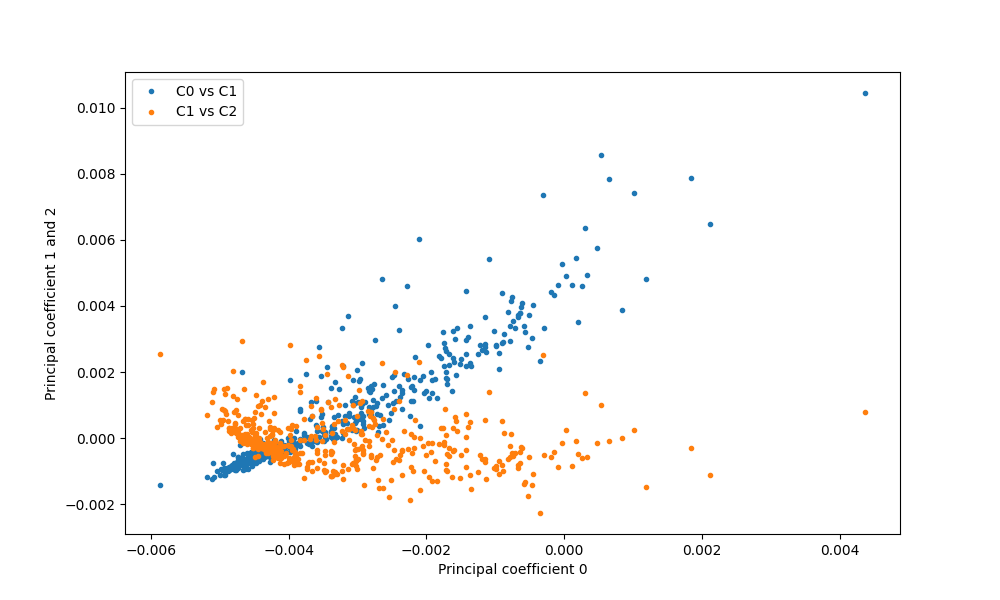 C0 vs C1
C1 vs C2
0.010
0.008
0.006
0.004
0.002
0.000
−0.002
Principal coefficient 1 and 2
−0.006 −0.004 −0.002 0.000 0.002 0.004
Principal coefficient 0